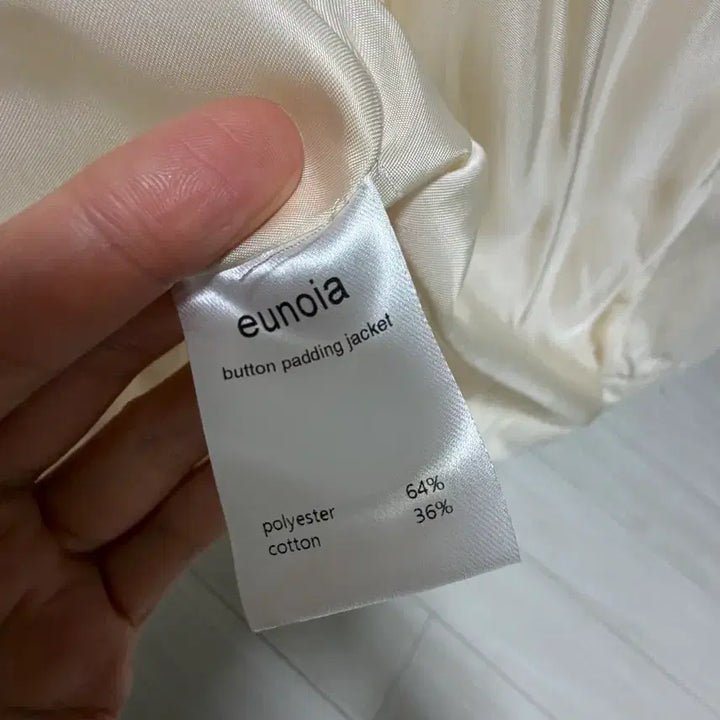 eunoia
button padding jacket
polyester 64%
cotton 36%